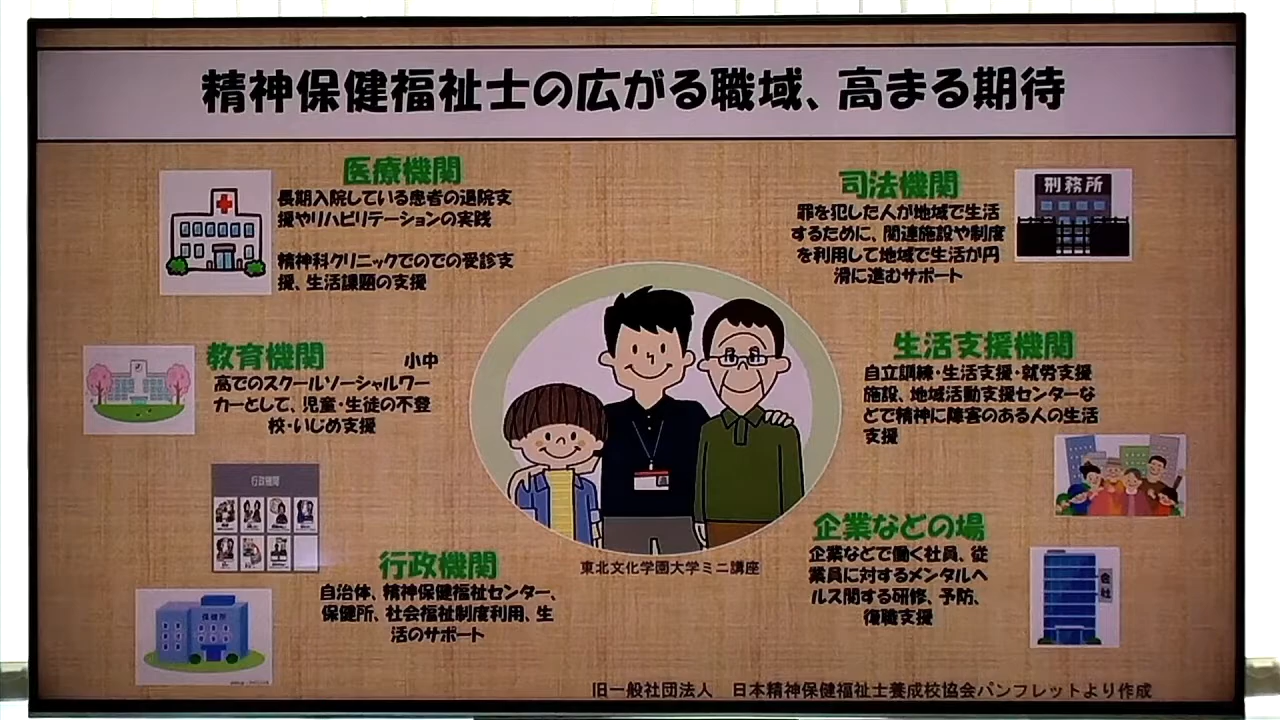 精神保健福祉士の広がる職域、高まる期待
医療機関
長期入院している患者の退院支
援やリハビリテーションの実践
精神科クリニックでのでの受診支
援、生活課題の支援
司法機関
罪を犯した人が地域で生活
するために、関連施設や制度
を利用して地域で生活が円
滑に進むサポート
刑務所
教育機関
小中
高でのスクールソーシャルワー
カーとして、児童・生徒の不登
校・いじめ支援
生活支援機関
自立訓練・生活支援・就労支援
施設、地域活動支援センターな
どで精神に障害のある人の生活
支援
行政機関
行政機関
自治体、精神保健福祉センター、
保健所、社会福祉制度利用、生
活のサポート
保健所
企業などの場
企業などで働く社員、従
業員に対するメンタルヘ
ルス関する研修、予防、
復職支援
会社
東北文化学園大学ミニ講座
旧一般社団法人 日本精神保健福祉士養成校協会パンフレットより作成